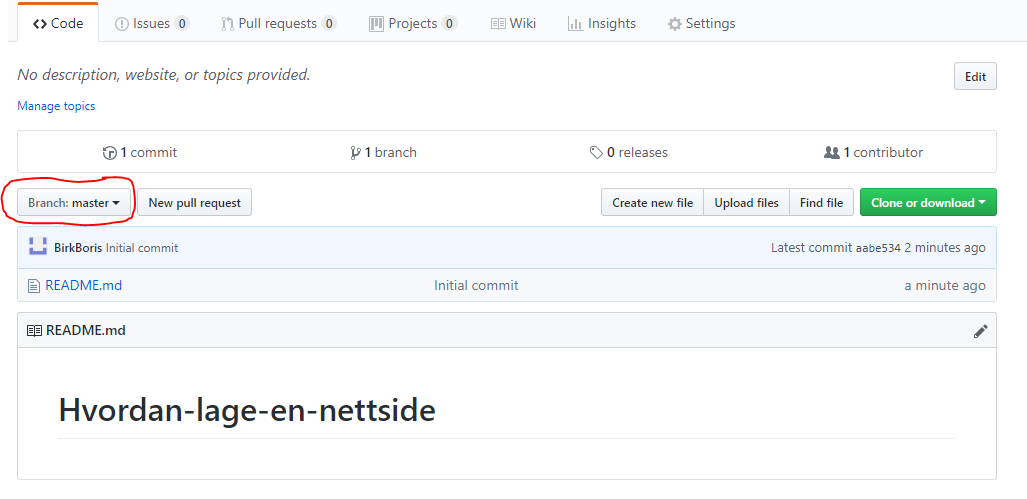 Code Issues 0 Pull requests 0 Projects 0 Wiki Insights Settings
No description, website, or topics provided. Edit
Manage topics
1 commit 1 branch 0 releases 1 contributor
Branch: master New pull request Create new file Upload files Find file Clone or download
BirkBoris Initial commit Latest commit aabe534 2 minutes ago
README.md Initial commit a minute ago
README.md
Hvordan-lage-en-nettside